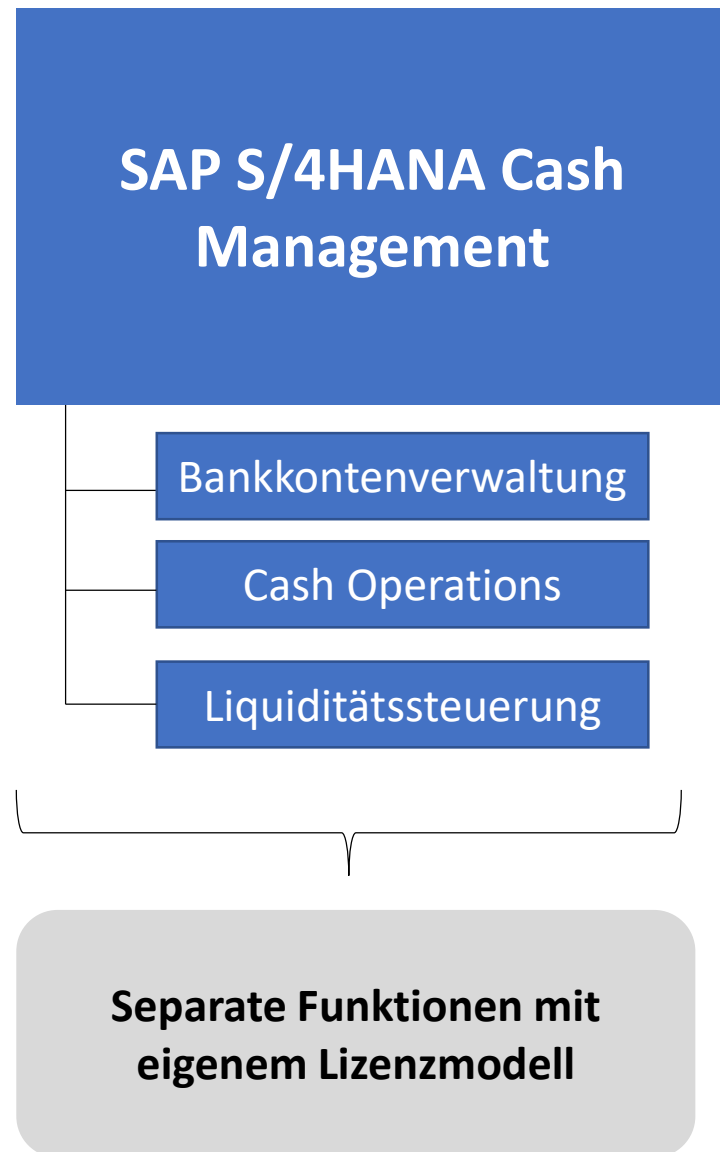 SAP S/4HANA Cash
Management
Bankkontenverwaltung
Cash Operations
Liquiditätssteuerung
Separate Funktionen mit
eigenem Lizenzmodell